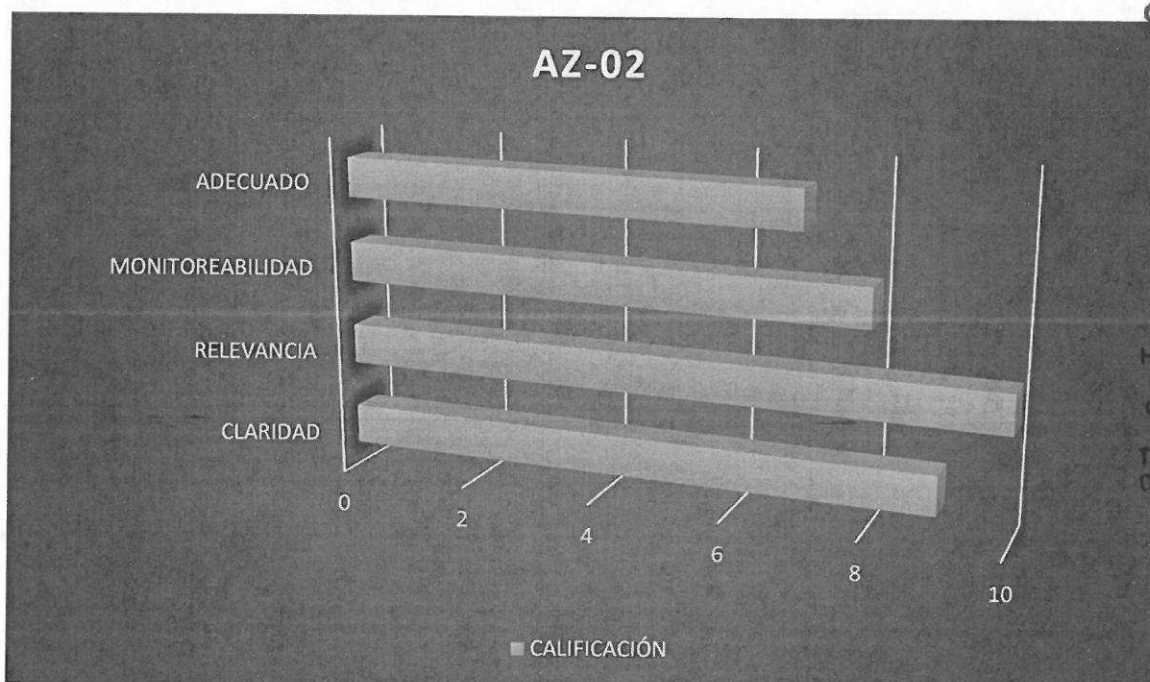 AZ-02
ADECUADO
MONITOREABILIDAD
RELEVANCIA
CLARIDAD
0
2
4
6
8
10
CALIFICACIÓN